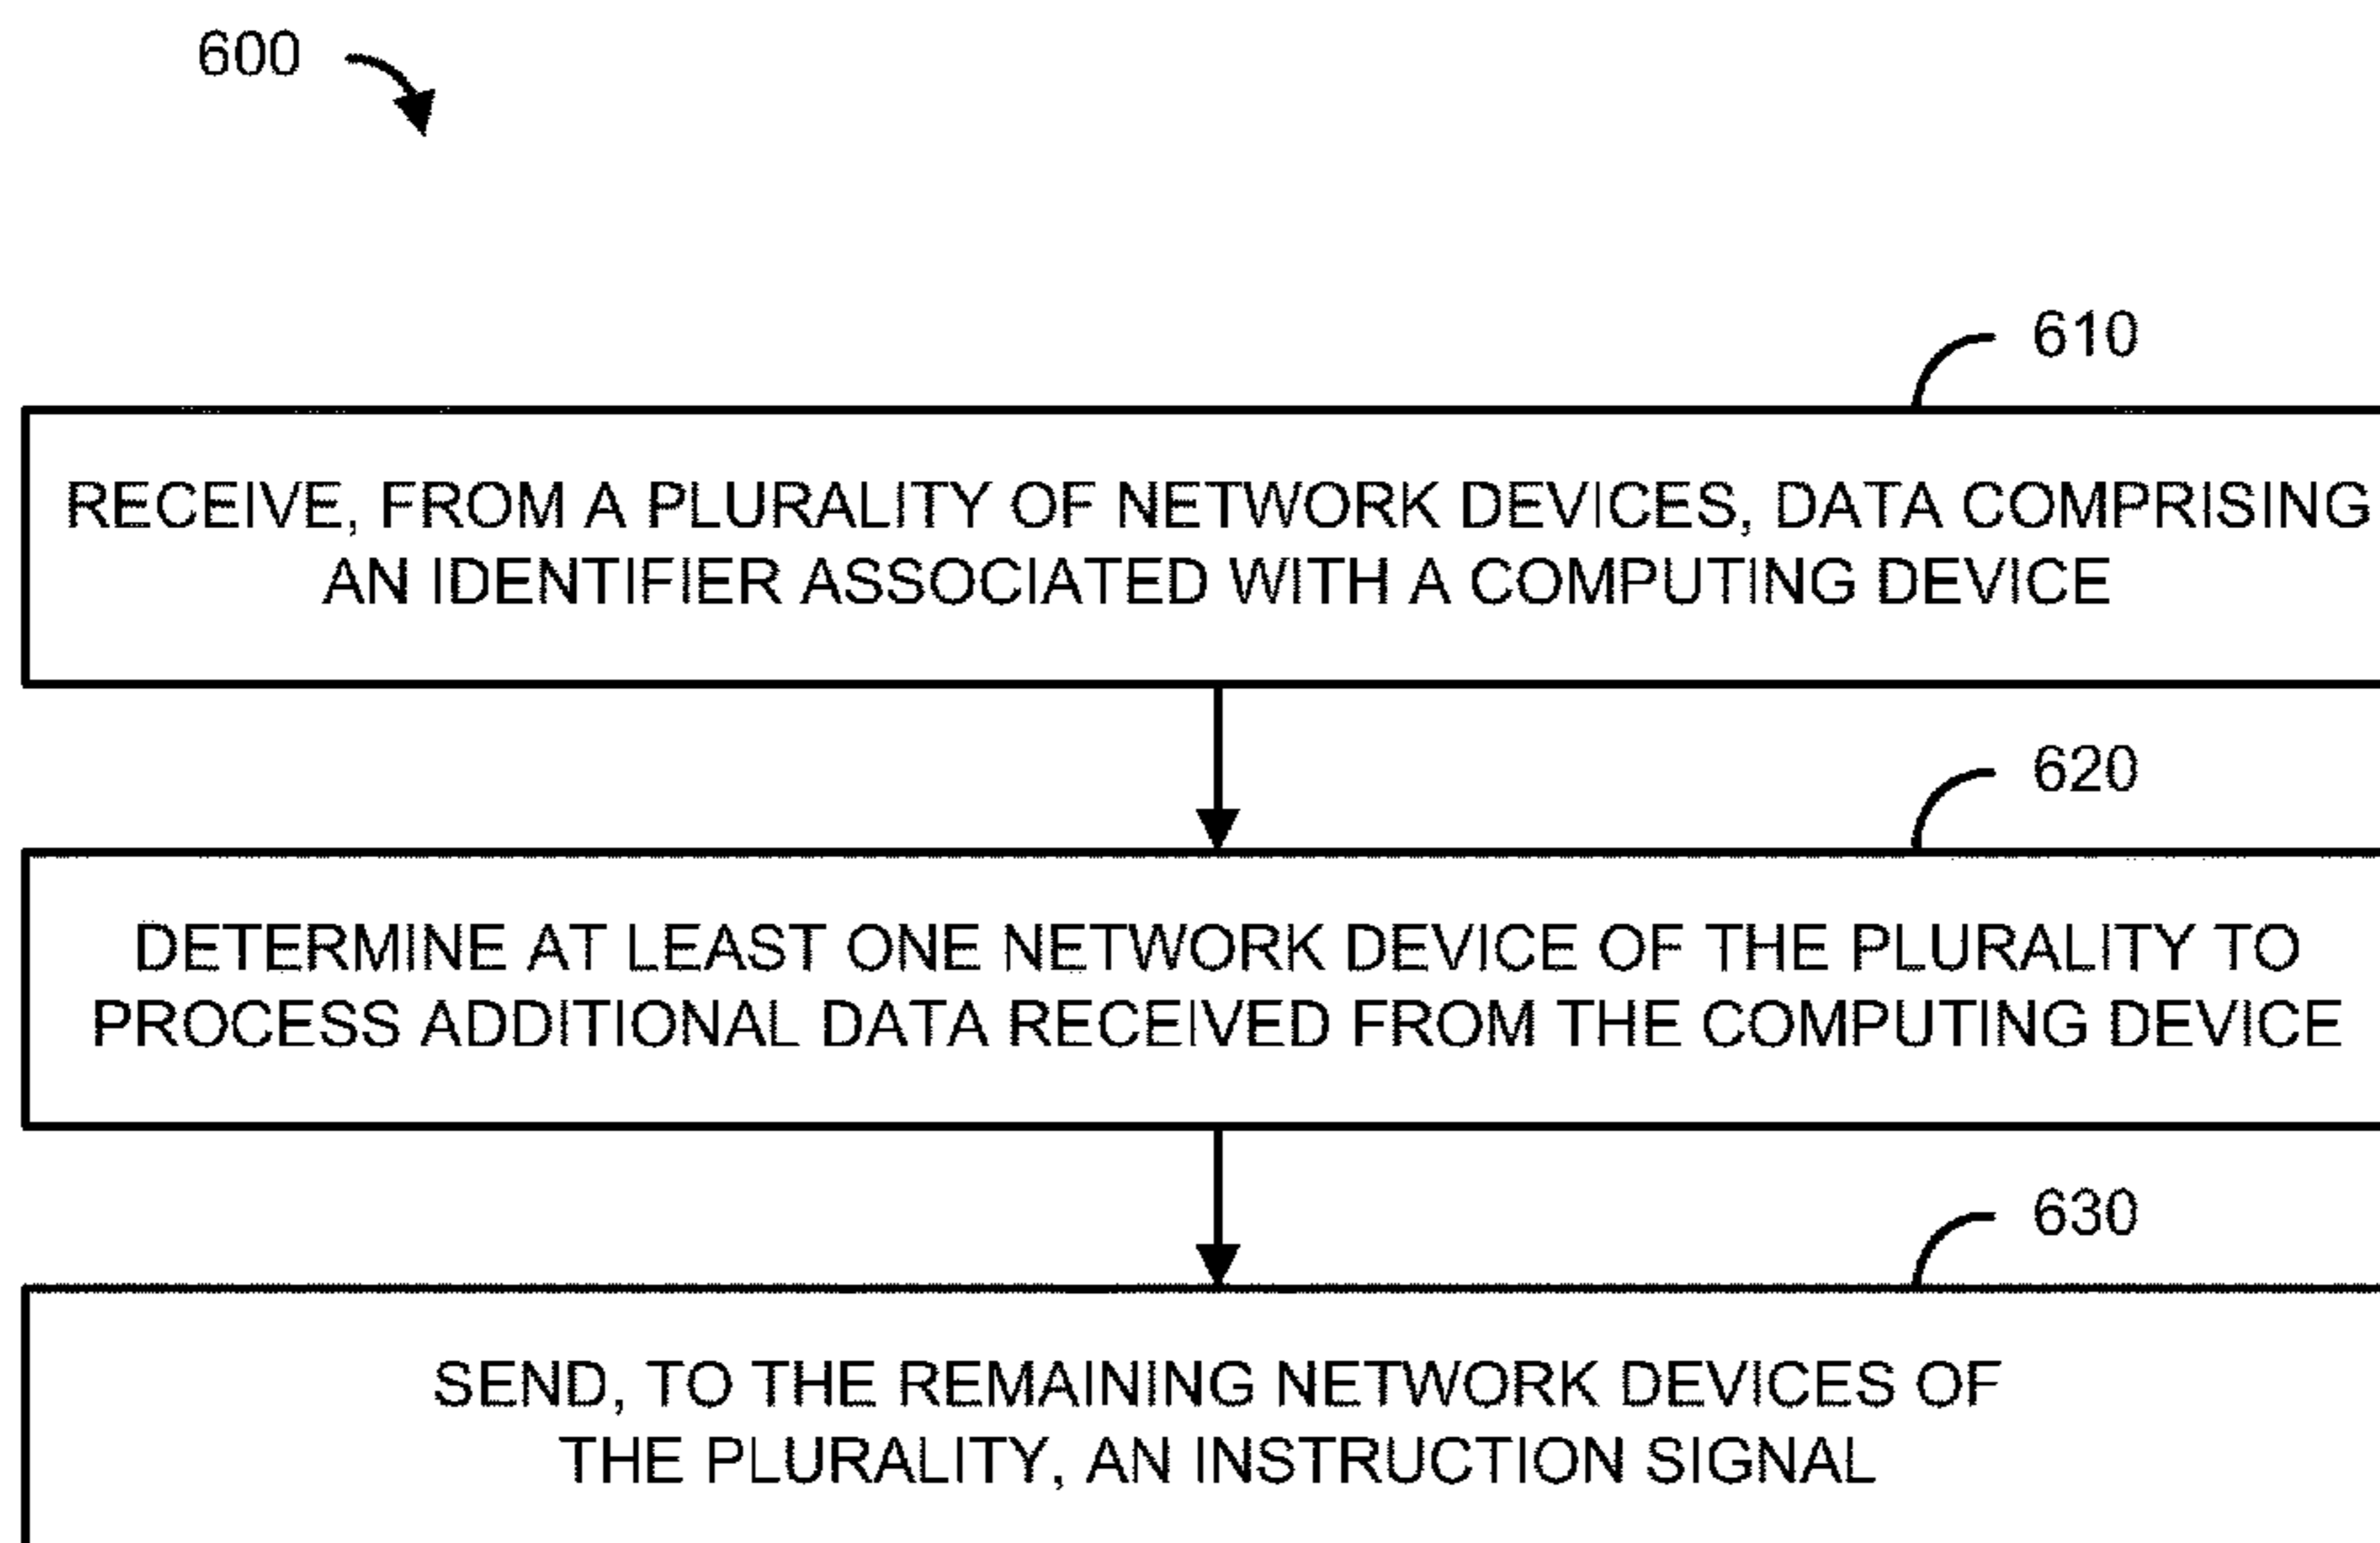 600
610
RECEIVE, FROM A PLURALITY OF NETWORK DEVICES, DATA COMPRISING
AN IDENTIFIER ASSOCIATED WITH A COMPUTING DEVICE
620
DETERMINE AT LEAST ONE NETWORK DEVICE OF THE PLURALITY TO
PROCESS ADDITIONAL DATA RECEIVED FROM THE COMPUTING DEVICE
630
SEND, TO THE REMAINING NETWORK DEVICES OF
THE PLURALITY, AN INSTRUCTION SIGNAL